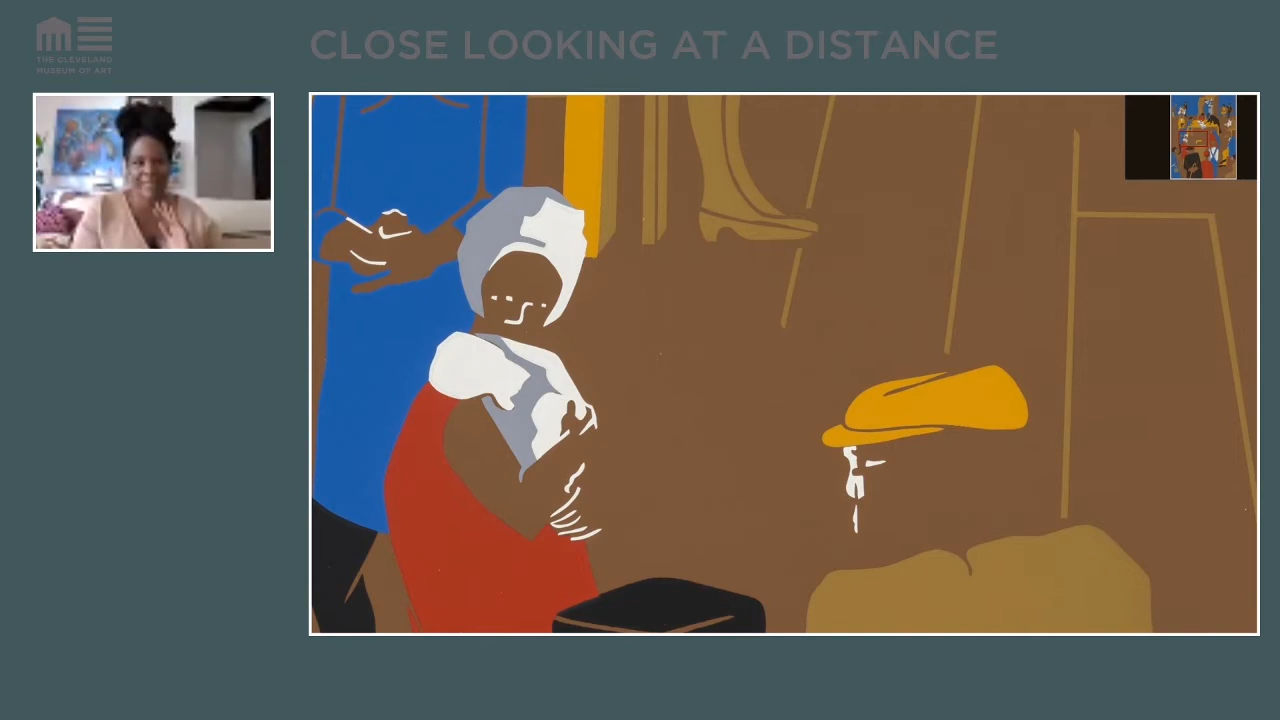 CLOSE LOOKING AT A DISTANCE
THE CLEVELAND
MUSEUM OF ART